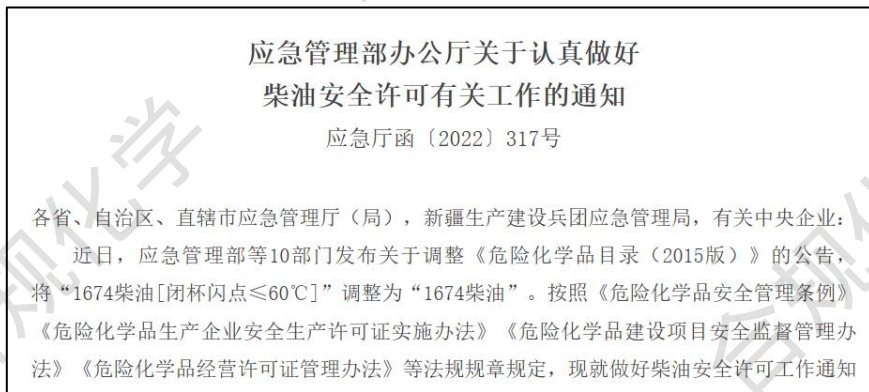 应急管理部办公厅关于认真做好
柴油安全许可有关工作的通知
应急厅函〔2022〕317号
各省、自治区、直辖市应急管理厅（局），新疆生产建设兵团应急管理局，有关中央企业：
近日，应急管理部等10部门发布关于调整《危险化学品目录（2015版）》的公告，
将“1674柴油[闭杯闪点≤60℃]”调整为“1674柴油”。按照《危险化学品安全管理条例》
《危险化学品生产企业安全生产许可证实施办法》《危险化学品建设项目安全监督管理办
法》《危险化学品经营许可证管理办法》等法规规章规定，现就做好柴油安全许可工作通知
合规化学
合规